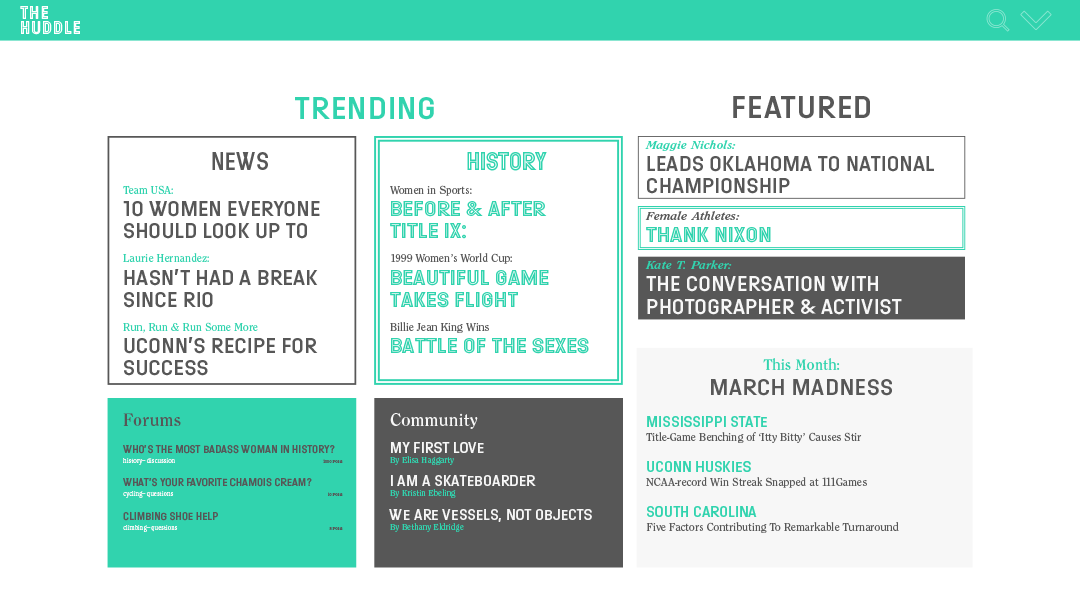 THE
HUDDLE
TRENDING
NEWS
Team USA:
10 WOMEN EVERYONE
SHOULD LOOK UP TO
Laurie Hernandez:
HASN'T HAD A BREAK
SINCE RIO
Run, Run & Run Some More
UCONN'S RECIPE FOR
SUCCESS
HISTORY
Women in Sports:
BEFORE & AFTER
TITLE IX:
1999 Women's World Cup:
BEAUTIFUL GAME
TAKES FLIGHT
Billie Jean King Wins
BATTLE OF THE SEXES
Forums
WHO'S THE MOST BADASS WOMAN IN HISTORY?
history– discussion
WHAT'S YOUR FAVORITE CHAMOIS CREAM?
cycling– questions
CLIMBING SHOE HELP
climbing–questions
Community
MY FIRST LOVE
By Elisa Haggarty
I AM A SKATEBOARDER
By Kristin Ebeling
WE ARE VESSELS, NOT OBJECTS
By Bethany Eldridge
FEATURED
Maggie Nichols:
LEADS OKLAHOMA TO NATIONAL
CHAMPIONSHIP
Female Athletes:
THANK NIXON
Kate T. Parker:
THE CONVERSATION WITH
PHOTOGRAPHER & ACTIVIST
This Month:
MARCH MADNESS
MISSISSIPPI STATE
Title-Game Benching of ‘Itty Bitty’ Causes Stir
UCONN HUSKIES
NCAA-record Win Streak Snapped at 111Games
SOUTH CAROLINA
Five Factors Contributing To Remarkable Turnaround